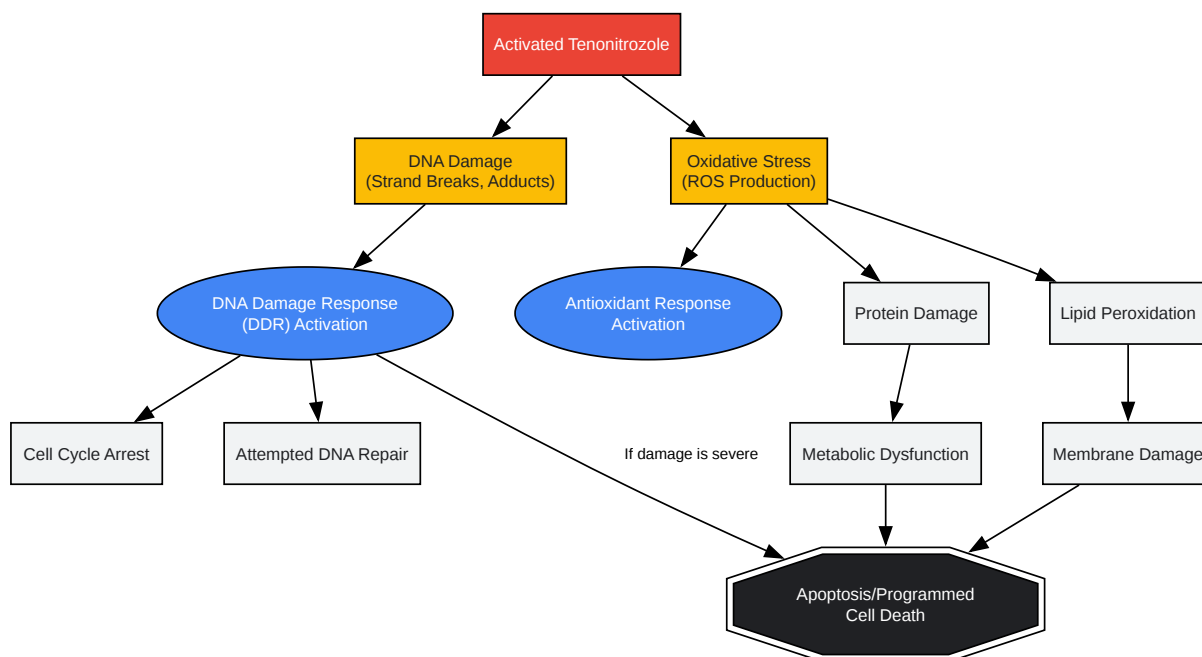 Activated Tenonitrozole
DNA Damage
(Strand Breaks, Adducts)
Oxidative Stress
(ROS Production)
DNA Damage Response
(DDR) Activation
Antioxidant Response
Activation
Protein Damage
Lipid Peroxidation
Cell Cycle Arrest
Attempted DNA Repair
If damage is severe
Metabolic Dysfunction
Membrane Damage
Apoptosis/Programmed
Cell Death